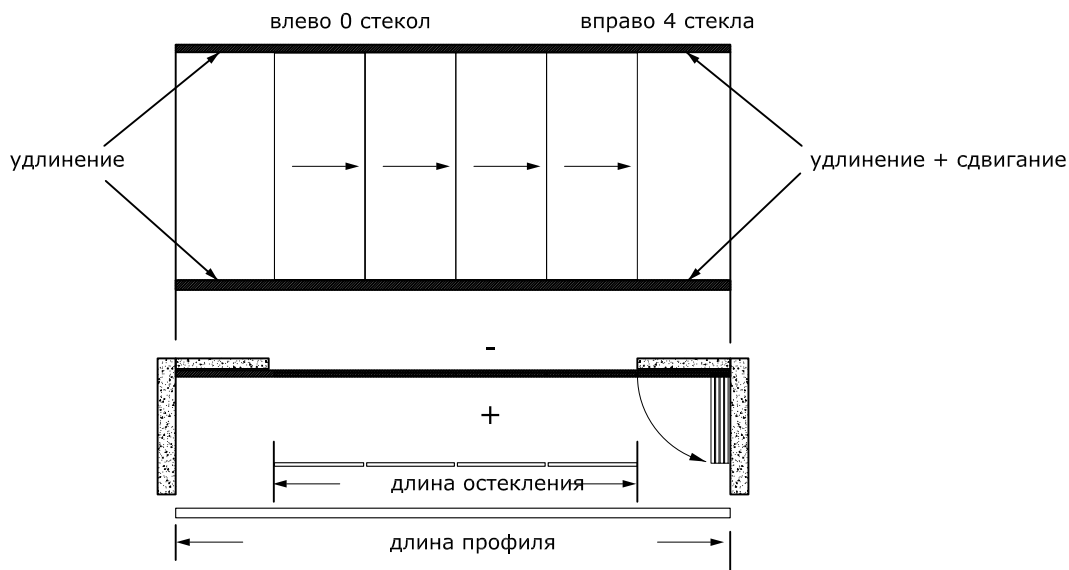 влево 0 стекол
вправо 4 стекла
удлинение
удлинение + сдвигание
-
+
длина остекления
длина профиля